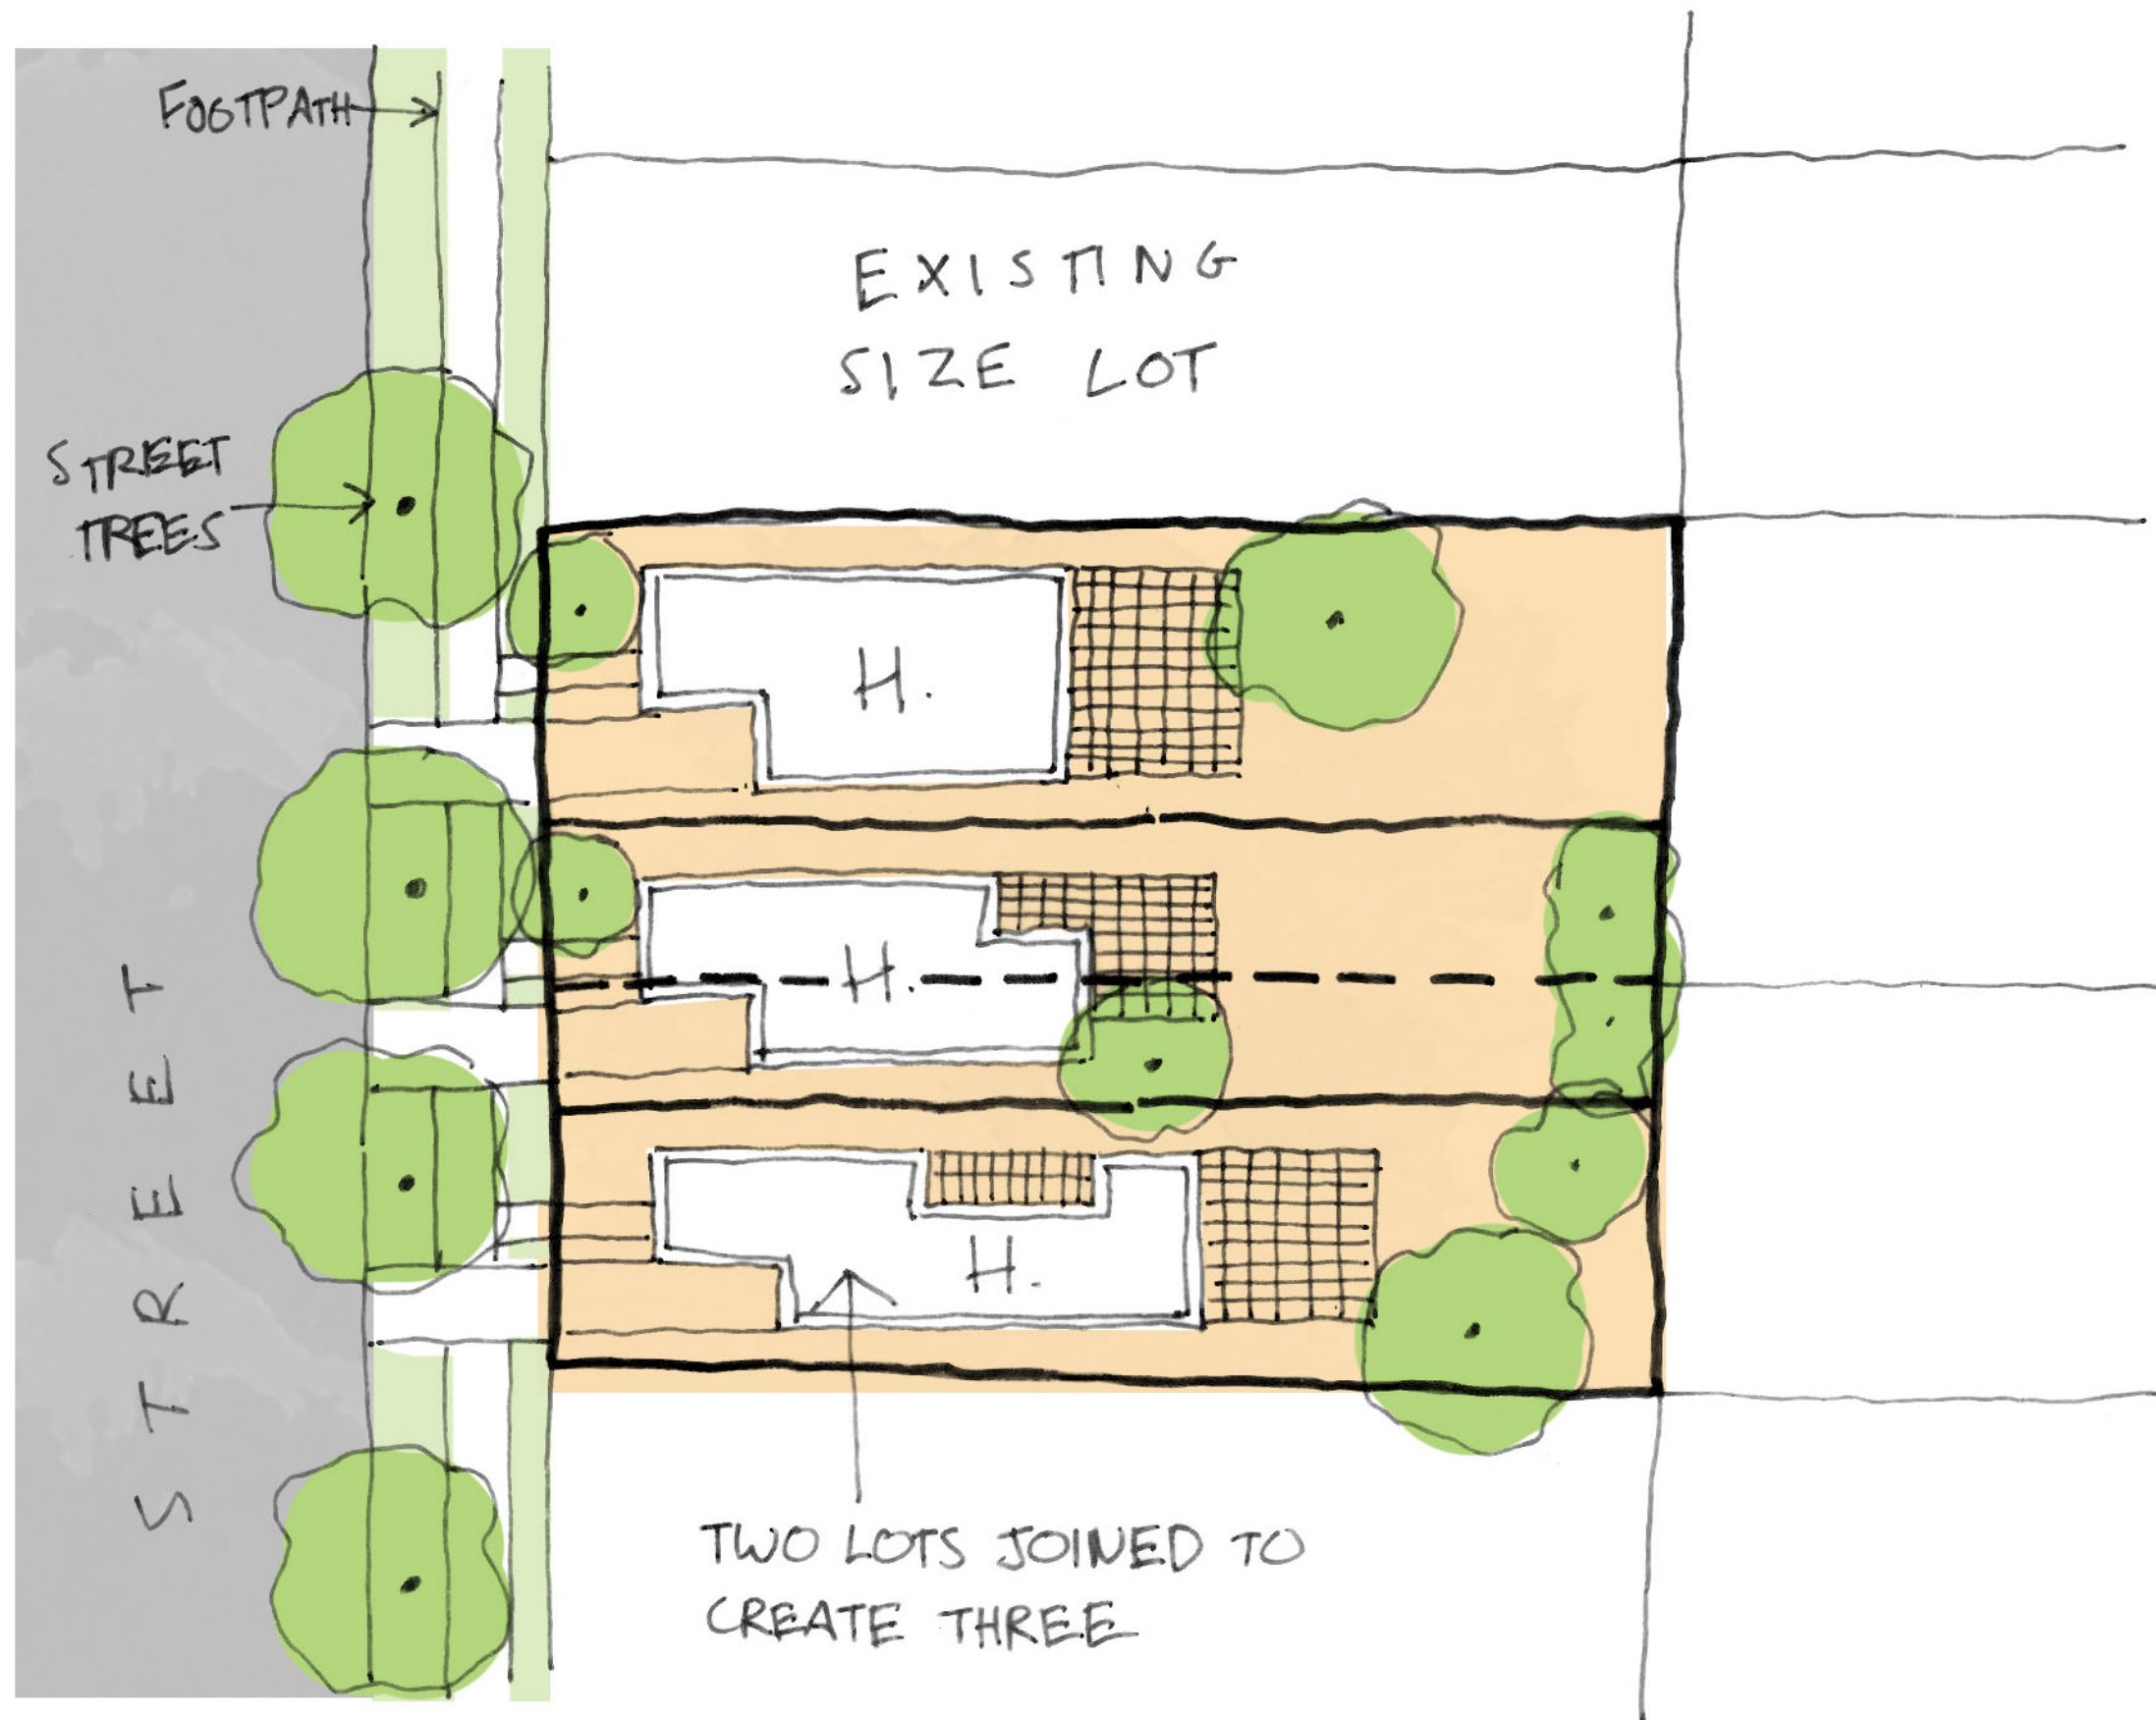 FOOTPATH
EXISTING
SIZE LOT
STREET
TREES
H.
H.
H.
STREET
TWO LOTS JOINED TO
CREATE THREE